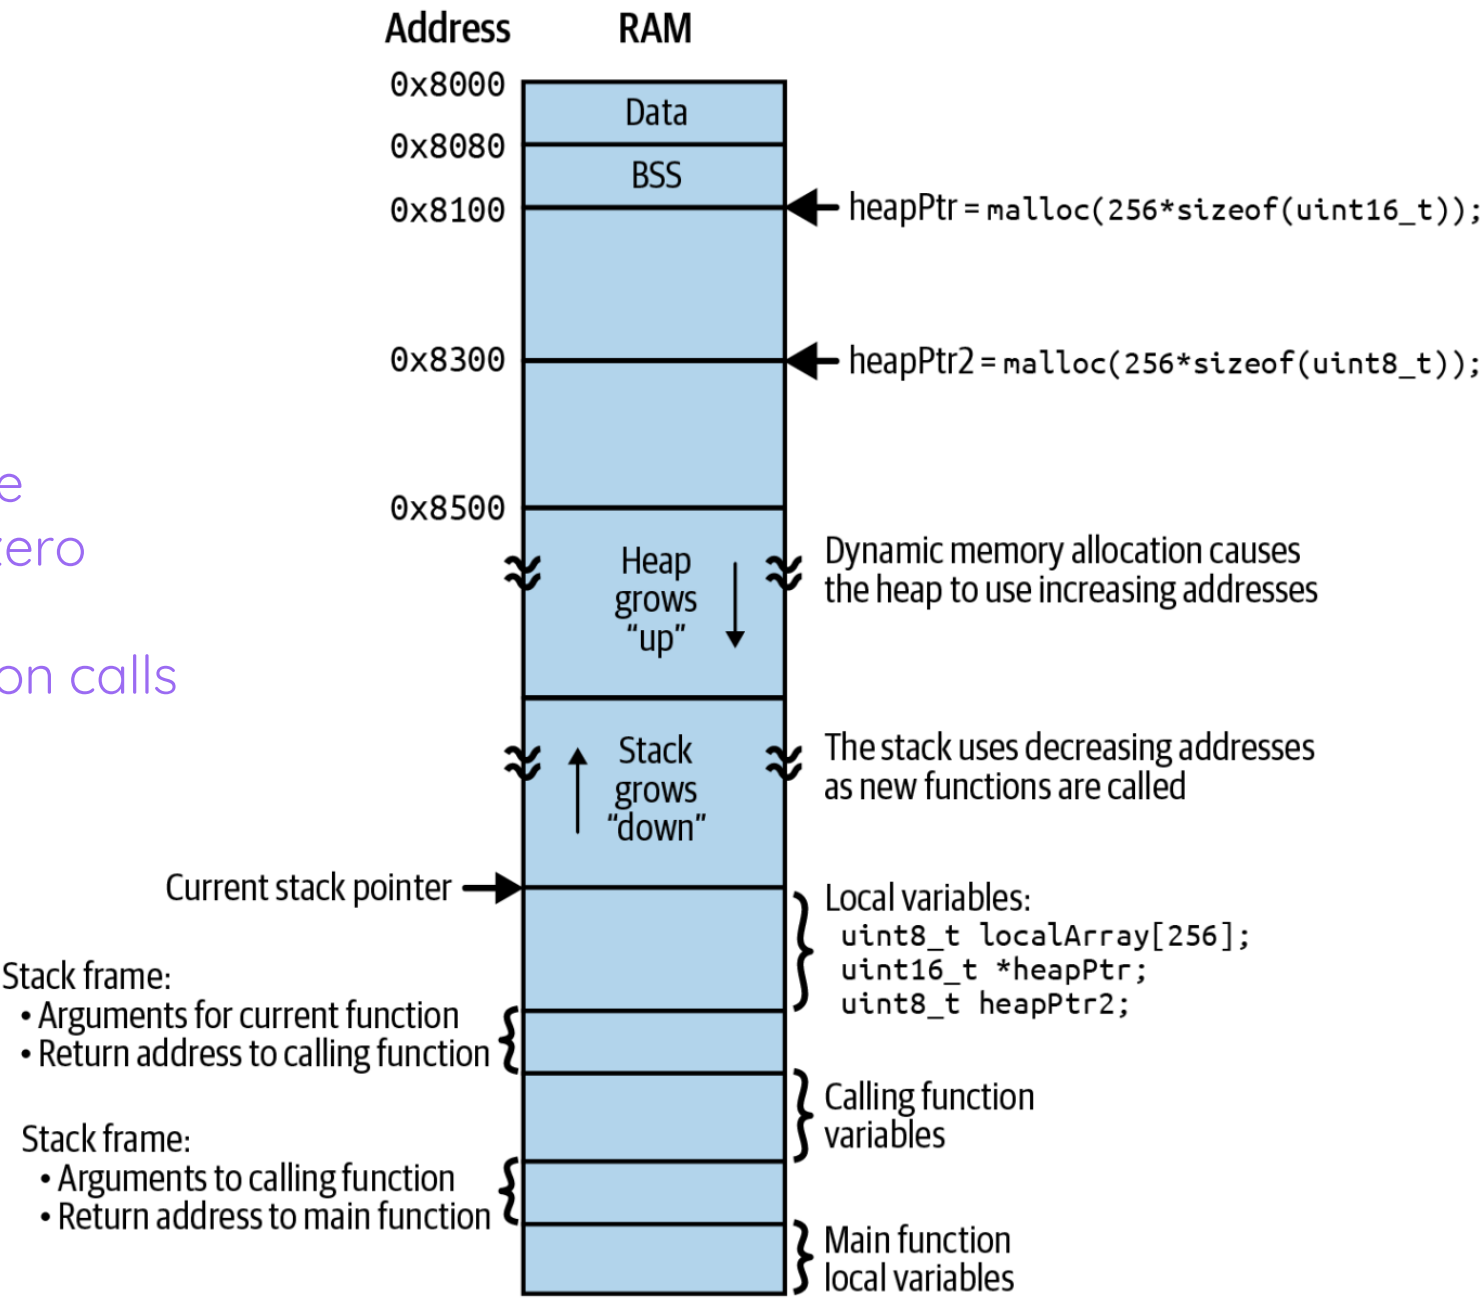 Address RAM
0x8000
Data
0x8080
BSS
0x8100
heapPtr = malloc(256*sizeof(uint16_t));
0x8300
heapPtr2 = malloc(256*sizeof(uint8_t));
zero
on calls
0x8500
Heap
grows
“up”
Dynamic memory allocation causes
the heap to use increasing addresses
Stack
grows
“down”
The stack uses decreasing addresses
as new functions are called
Current stack pointer
Local variables:
uint8_t localArray[256];
uint16_t *heapPtr;
uint8_t heapPtr2;
Stack frame:
• Arguments for current function
• Return address to calling function
Calling function
variables
Stack frame:
• Arguments to calling function
• Return address to main function
Main function
local variables